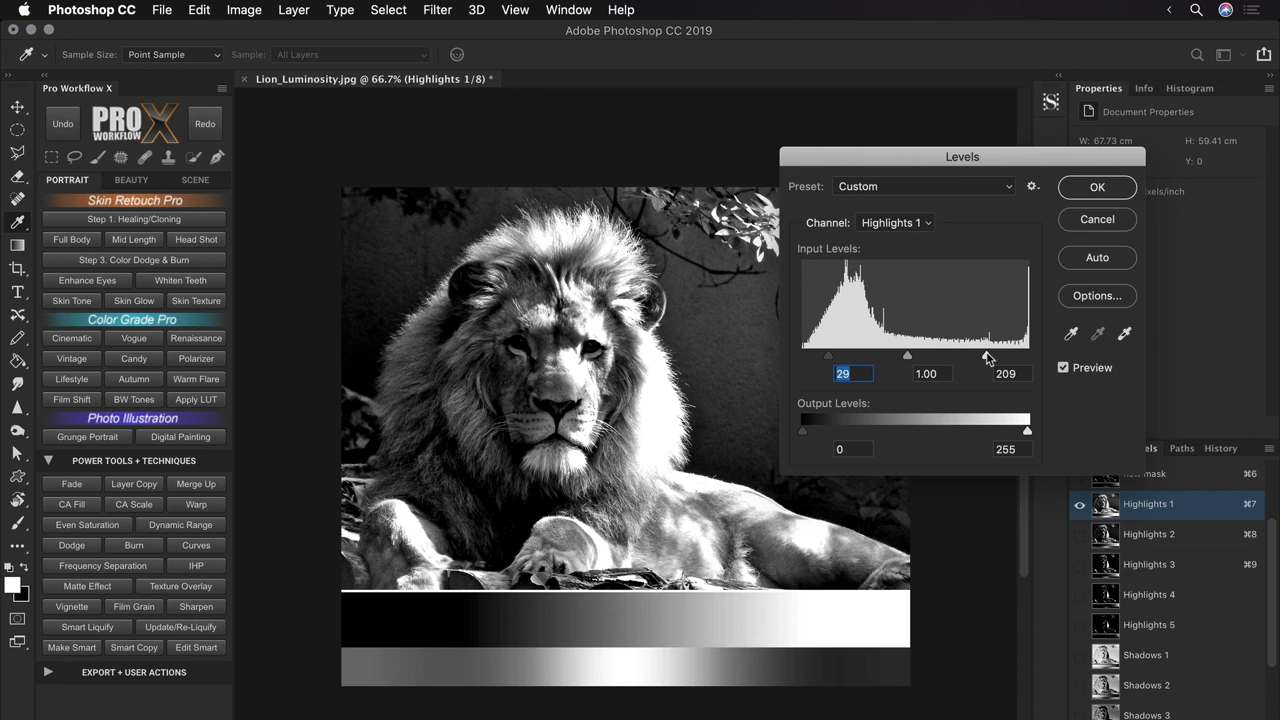 Photoshop CC File Edit Image Layer Type Select Filter 3D View Window Help
Adobe Photoshop CC 2019
Sample Size: Point Sample Sample: All Layers
Lion_Luminosity.jpg @ 66.7% (Highlights 1/8) *
Pro Workflow X
Undo PRO WORKFLOW X Redo
PORTRAIT BEAUTY SCENE
Skin Retouch Pro
Step 1. Healing/Cloning
Full Body Mid Length Head Shot
Step 3. Color Dodge & Burn
Enhance Eyes Whiten Teeth
Skin Tone Skin Glow Skin Texture
Color Grade Pro
Cinematic Vogue Renaissance
Vintage Candy Polarizer
Lifestyle Autumn Warm Flare
Film Shift BW Tones Apply LUT
Photo Illustration
Grunge Portrait Digital Painting
POWER TOOLS + TECHNIQUES
Fade Layer Copy Merge Up
CA Fill CA Scale Warp
Even Saturation Dynamic Range
Dodge Burn Curves
Frequency Separation IHP
Matte Effect Texture Overlay
Vignette Film Grain Sharpen
Smart Liquify Update/Re-Liquify
Make Smart Smart Copy Edit Smart
EXPORT + USER ACTIONS
Levels
Preset: Custom
Channel: Highlights 1
Input Levels:
29 1.00 209
Output Levels:
0 255
OK
Cancel
Auto
Options...
Preview
Properties Info Histogram
Document Properties
W: 67.73 cm H: 59.41 cm
Y: 0
els/inch
els Paths History
mask ⌘6
Highlights 1 ⌘7
Highlights 2 ⌘8
Highlights 3 ⌘9
Highlights 4
Highlights 5
Shadows 1
Shadows 2
Shadows 3